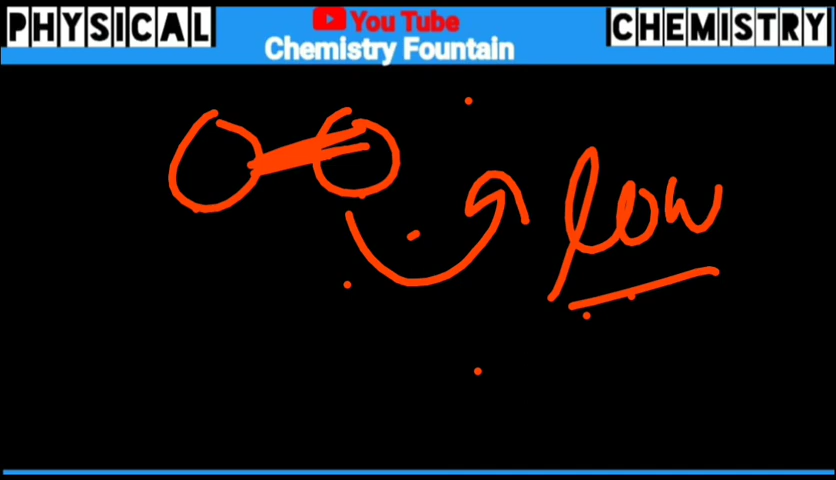 PHYSICAL
You Tube
Chemistry Fountain
CHEMISTRY
low